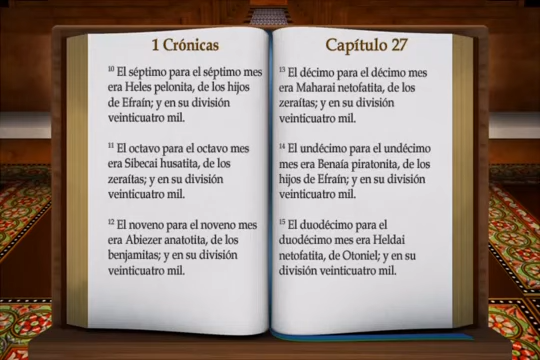 1 Crónicas
10 El séptimo para el séptimo mes
era Heles pelonita, de los hijos
de Efraín; y en su división
veinticuatro mil.
11 El octavo para el octavo mes
era Sibecai husatita, de los
zeraítas; y en su división
veinticuatro mil.
12 El noveno para el noveno mes
era Abiezer anatotita, de los
benjamitas; y en su división
veinticuatro mil.
Capítulo 27
13 El décimo para el décimo mes
era Maharai netofatita, de los
zeraítas; y en su división
veinticuatro mil.
14 El undécimo para el undécimo
mes era Benaía piratonita, de los
hijos de Efraín; y en su división
veinticuatro mil.
15 El duodécimo para el
duodécimo mes era Heldai
netofatita, de Otoniel; y en su
división veinticuatro mil.